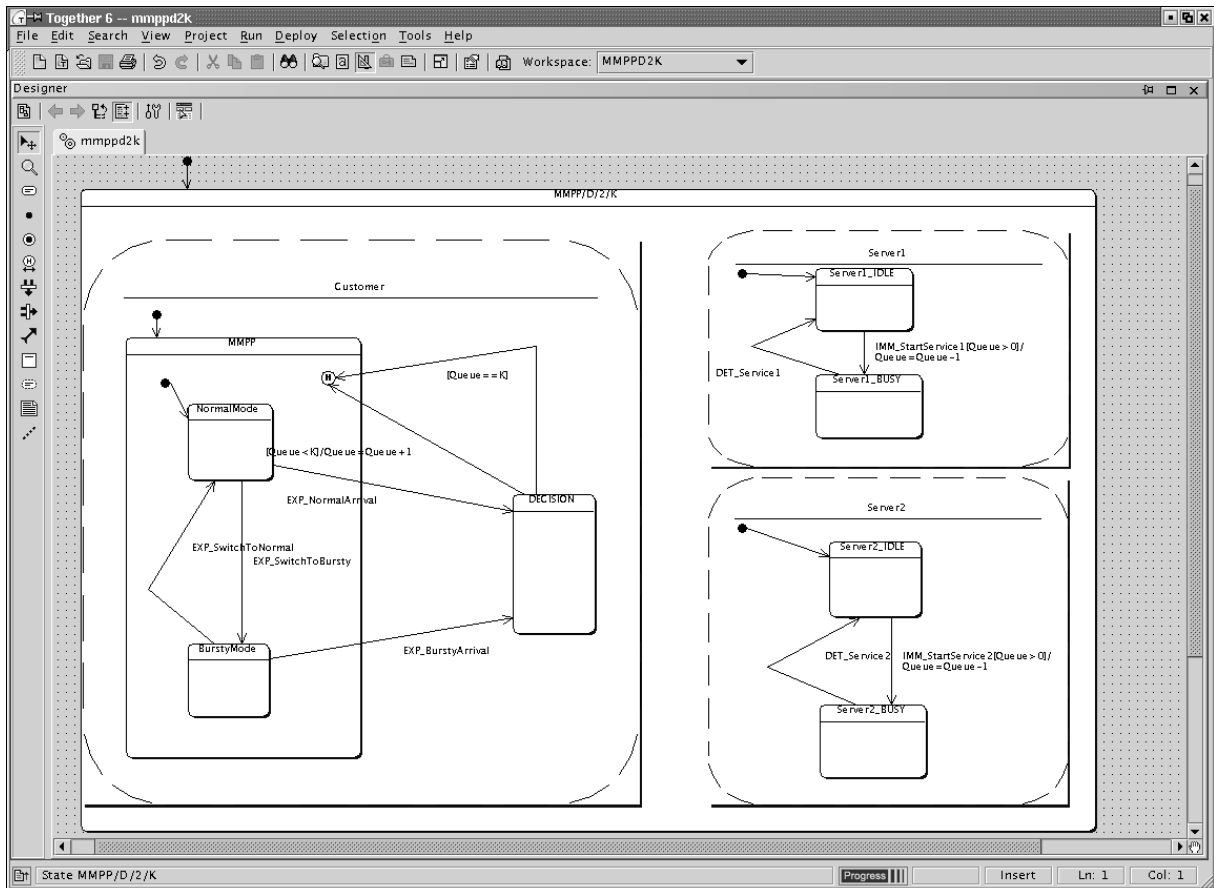 Together 6 -- mmppd2k
File Edit Search View Project Run Deploy Selection Tools Help
Workspace: MMPPD2K
Designer
mmppd2k
MMPP/D/2/K
Customer
MMPP
H
[Queue==K]
NormalMode
[Queue<K]/Queue=Queue+1
EXP_NormalArrival
DECISION
EXP_SwitchToNormal
EXP_SwitchToBursty
BurstyMode
EXP_BurstyArrival
Server1
Server1_IDLE
IMM_StartService1[Queue>0]/
Queue=Queue-1
DET_Service1
Server1_BUSY
Server2
Server2_IDLE
DET_Service2
IMM_StartService2[Queue>0]/
Queue=Queue-1
Server2_BUSY
State MMPP/D/2/K
Progress
Insert
Ln: 1
Col: 1